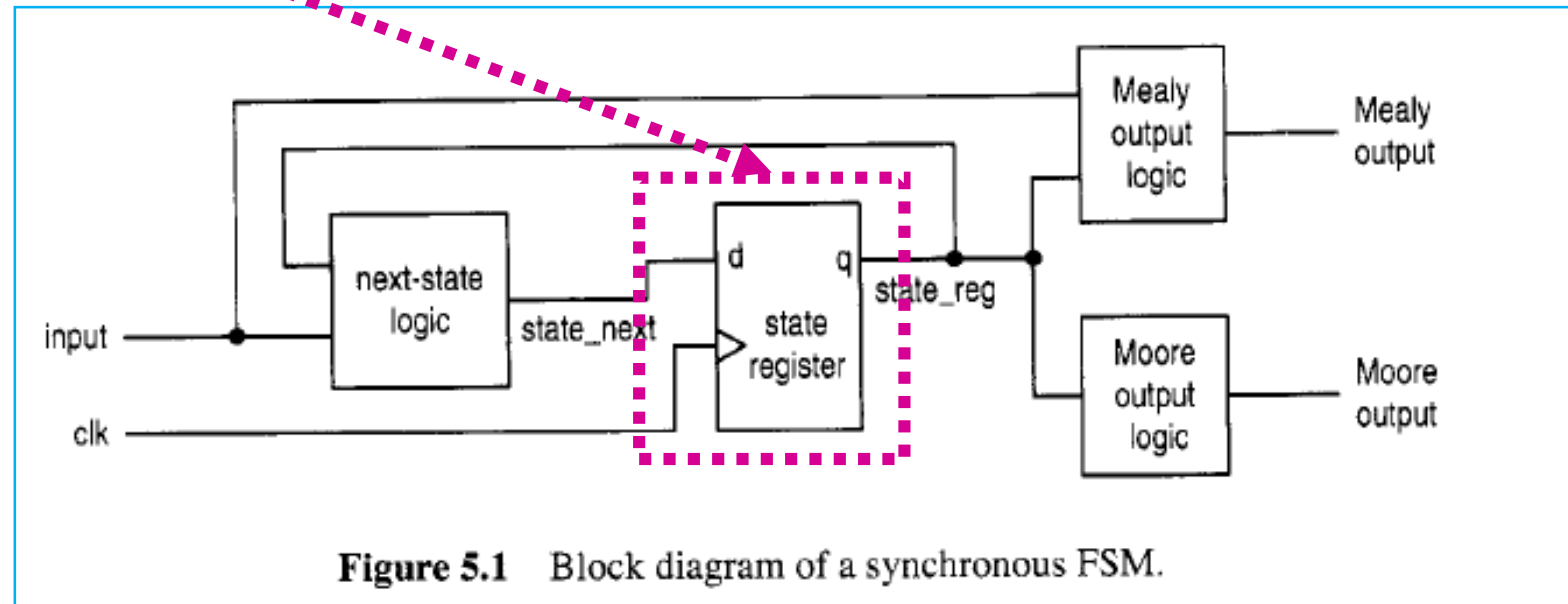 Mealy
output
logic
Mealy
output
next-state
logic
d
q
state_reg
input
state_next
state
register
Moore
output
logic
Moore
output
clk
Figure 5.1 Block diagram of a synchronous FSM.